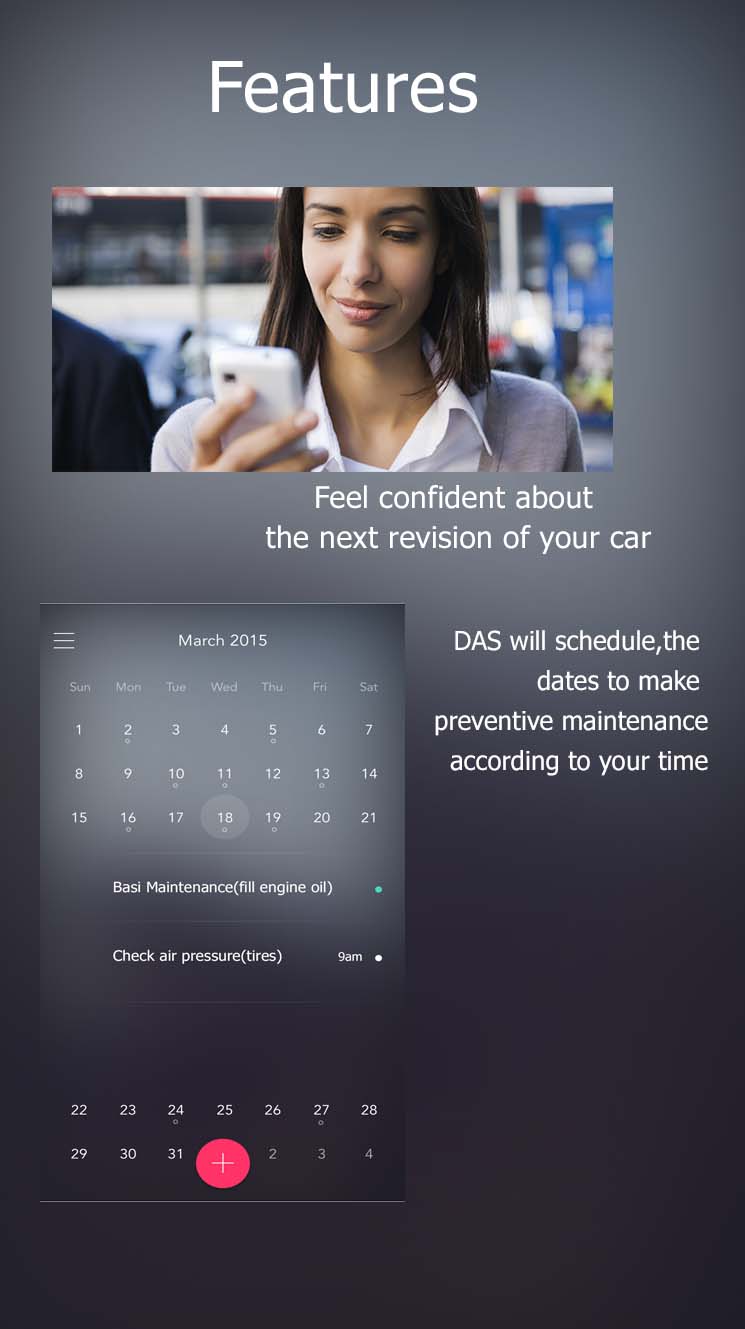 Features
Feel confident about
the next revision of your car
DAS will schedule,the
dates to make
preventive maintenance
according to your time
March 2015
Sun Mon Tue Wed Thu Fri Sat
1 2 3 4 5 6 7
8 9 10 11 12 13 14
15 16 17 18 19 20 21
Basi Maintenance(fill engine oil)
Check air pressure(tires) 9am
22 23 24 25 26 27 28
29 30 31 + 2 3 4